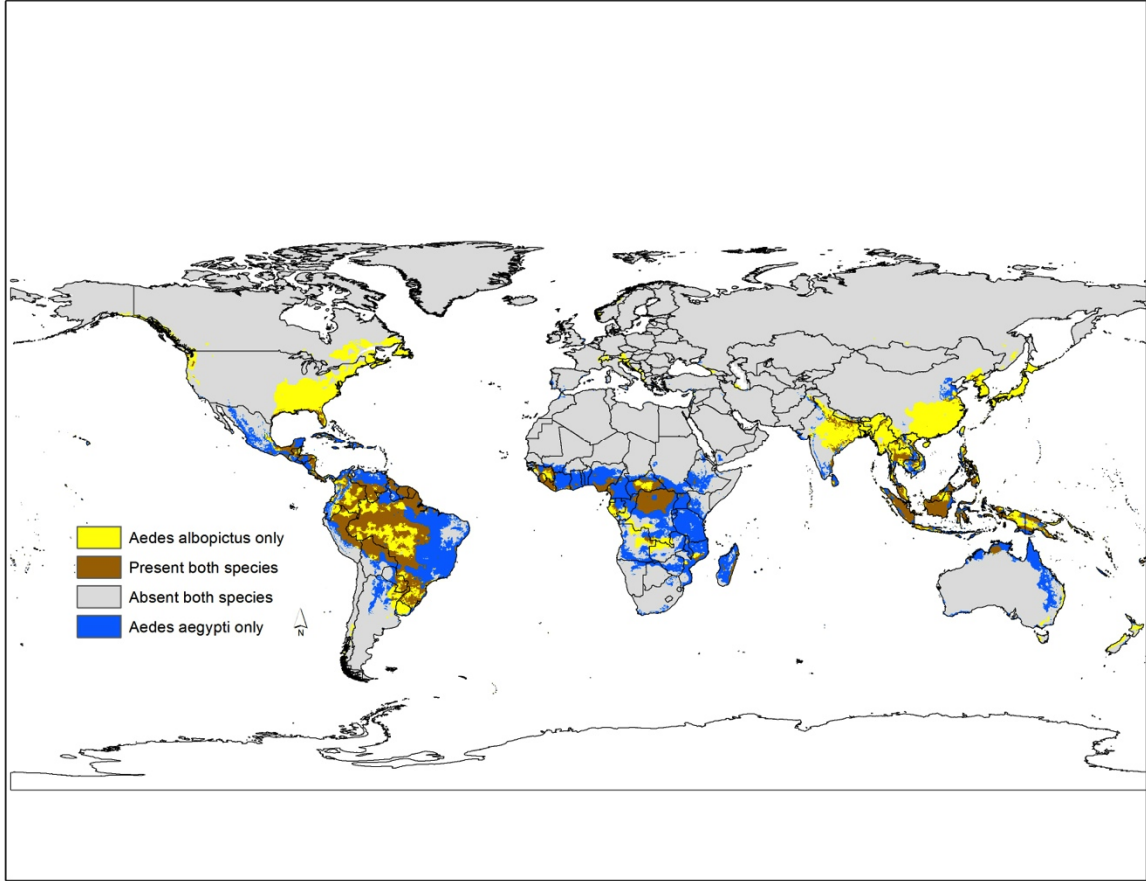 Aedes albopictus only
Present both species
Absent both species
Aedes aegypti only
N